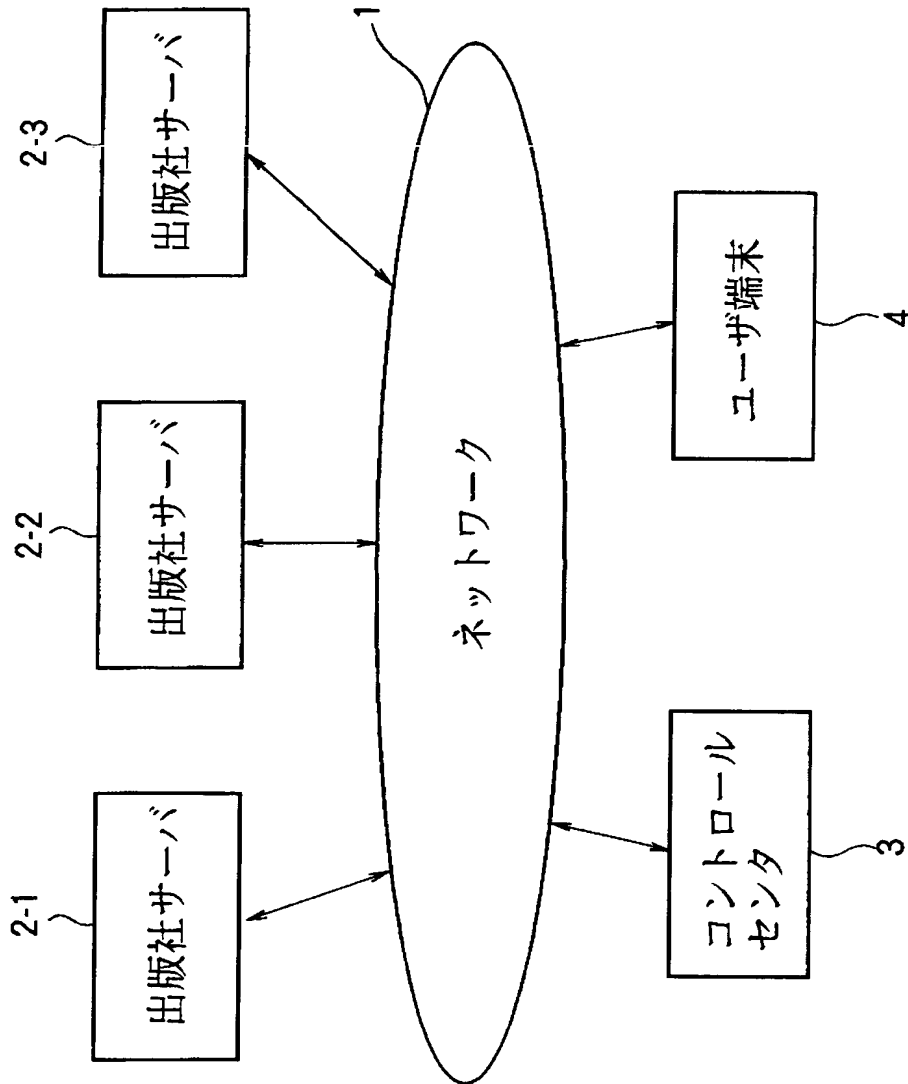 2-1
2-2
2-3
出版社サーバ
出版社サーバ
出版社サーバ
1
ネットワーク
コントロール
センタ
ユーザ端末
3
4